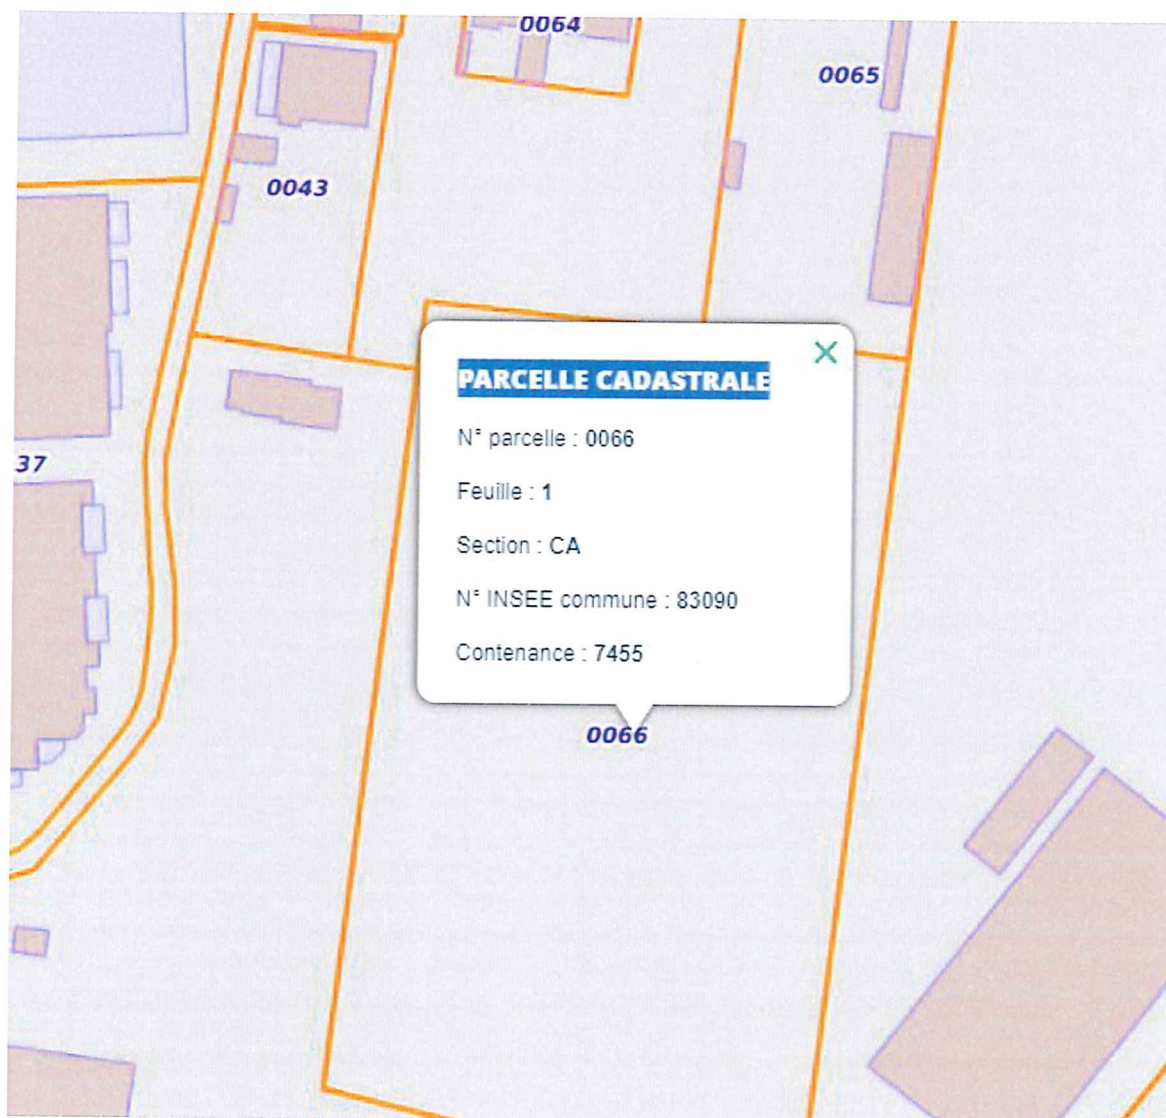 0064
0065
0043
PARCELLE CADASTRALE
N° parcelle : 0066
Feuille : 1
37
Section : CA
N° INSEE commune : 83090
Contenance : 7455
0066